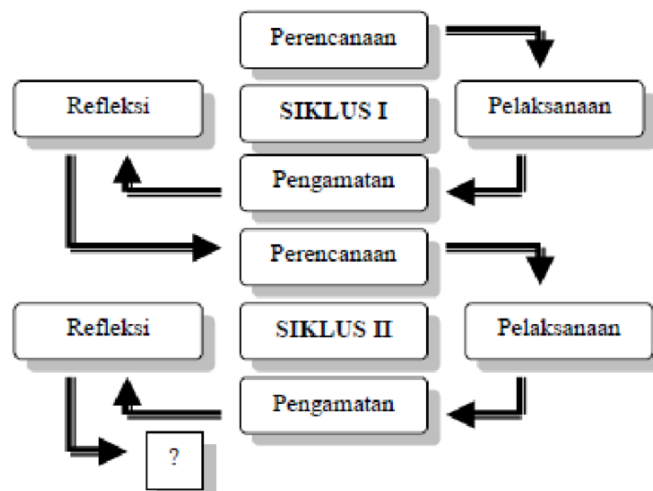 Perencanaan
Refleksi
SIKLUS I
Pelaksanaan
Pengamatan
Perencanaan
Refleksi
SIKLUS II
Pelaksanaan
Pengamatan
?